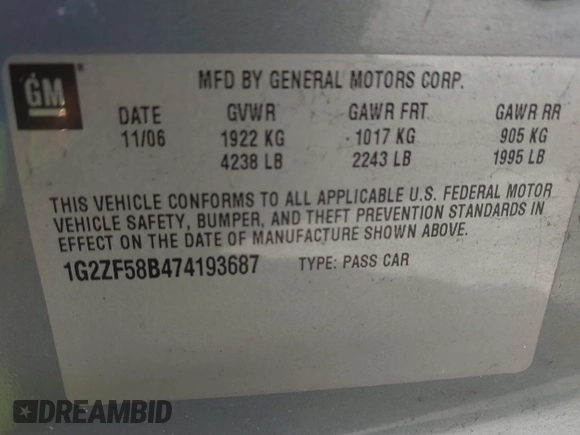 GM
MFD BY GENERAL MOTORS CORP.
DATE GVWR GAWR FRT GAWR RR
11/06 1922 KG 1017 KG 905 KG
4238 LB 2243 LB 1995 LB
THIS VEHICLE CONFORMS TO ALL APPLICABLE U.S. FEDERAL MOTOR
VEHICLE SAFETY, BUMPER, AND THEFT PREVENTION STANDARDS IN
EFFECT ON THE DATE OF MANUFACTURE SHOWN ABOVE.
1G2ZF58B474193687 TYPE: PASS CAR
DREAMBID